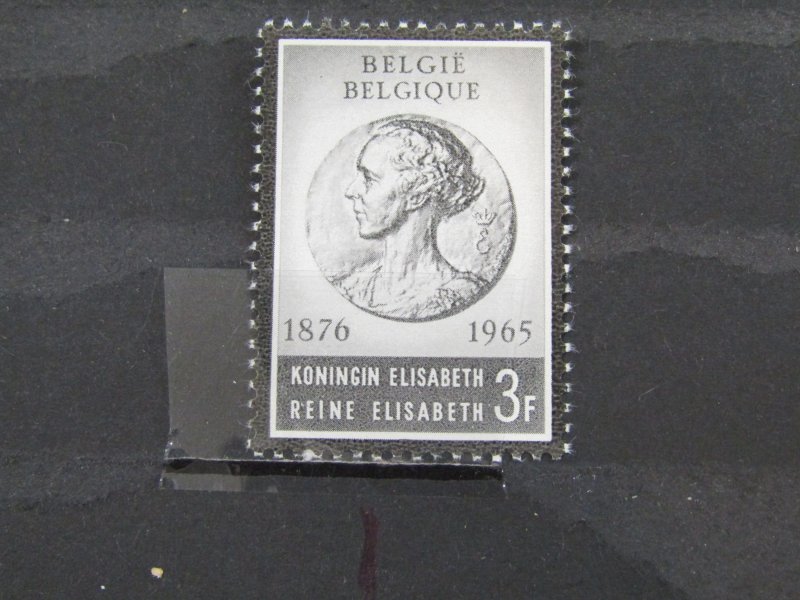 BELGIË
BELGIQUE
1876 1965
KONINGIN ELISABETH
REINE ELISABETH 3F